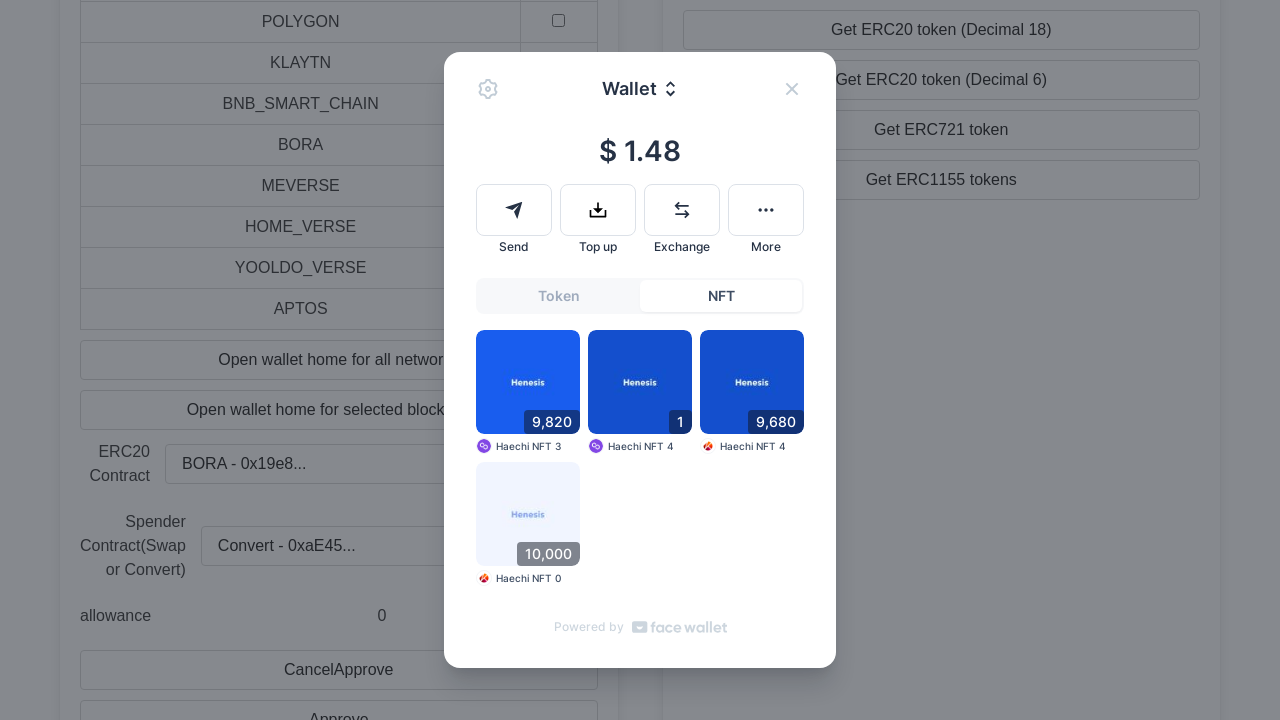 POLYGON
KLAYTN
BNB_SMART_CHAIN
BORA
MEVERSE
HOME_VERSE
YOOLDO_VERSE
APTOS
Open wallet home for all networ
Open wallet home for selected block
ERC20
Contract
BORA - 0x19e8...
Spender
Contract(Swap
or Convert)
Convert - 0xaE45...
allowance
0
CancelApprove
Approve
Wallet
$ 1.48
Send
Top up
Exchange
More
Token
NFT
Henesis
9,820
Haechi NFT 3
Henesis
1
Haechi NFT 4
Henesis
9,680
Haechi NFT 4
Henesis
10,000
Haechi NFT 0
Powered by face wallet
Get ERC20 token (Decimal 18)
Get ERC20 token (Decimal 6)
Get ERC721 token
Get ERC1155 tokens